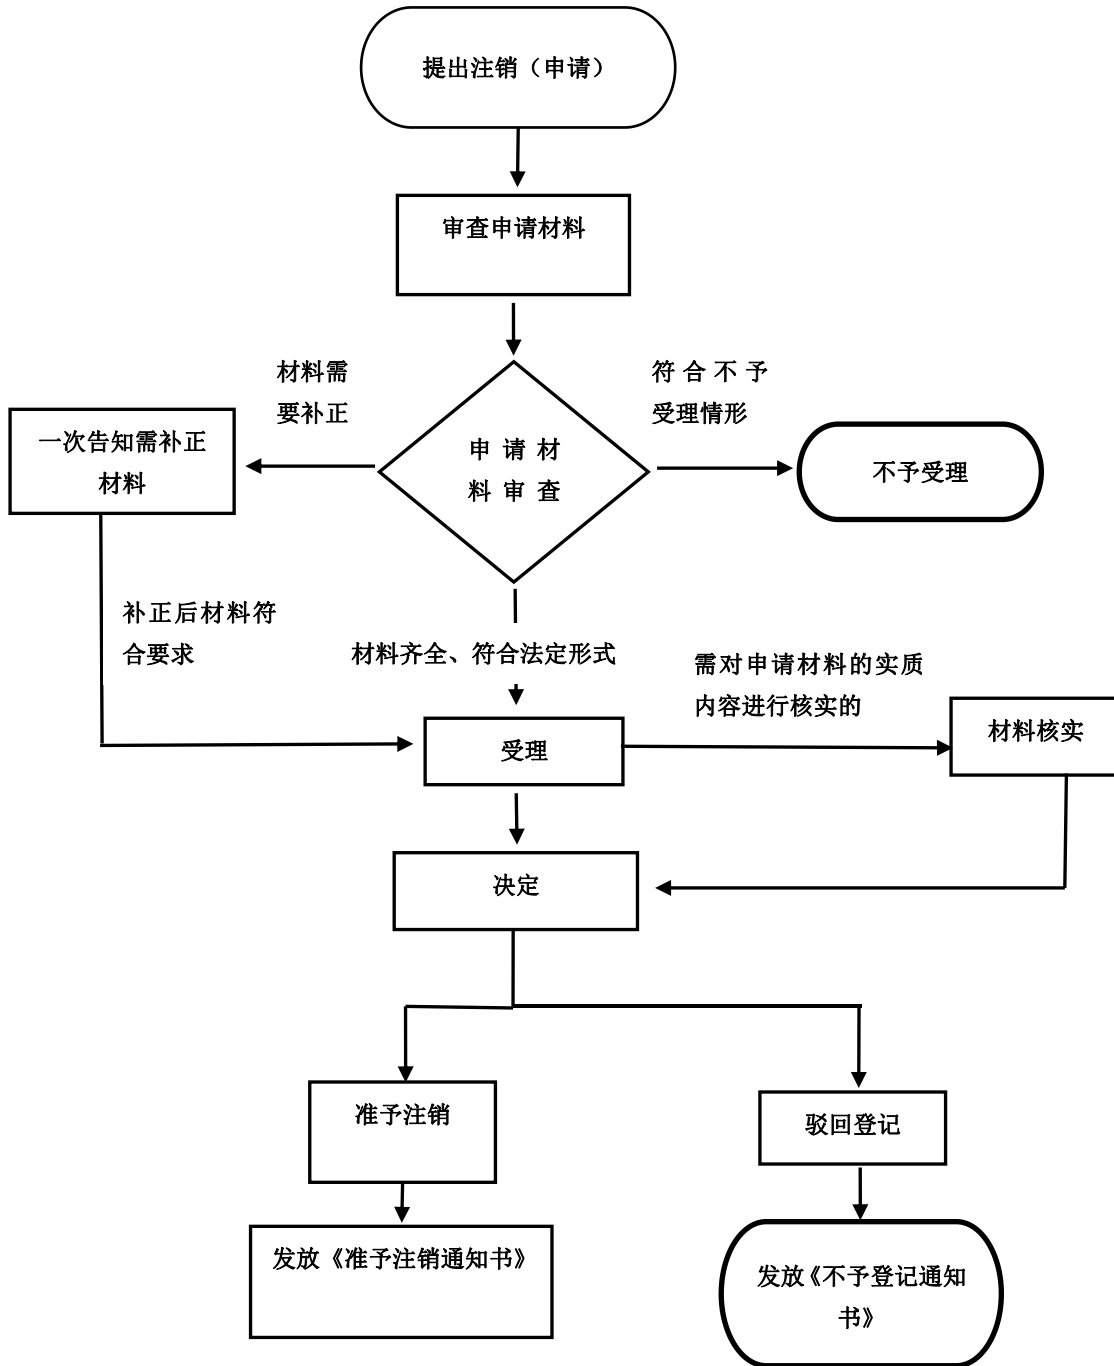 提出注销（申请）
审查申请材料
材料需
要补正
符合不予
受理情形
一次告知需补正
材料
申请材
料审查
不予受理
补正后材料符
合要求
材料齐全、符合法定形式
需对申请材料的实质
内容进行核实的
受理
材料核实
决定
准予注销
驳回登记
发放《准予注销通知书》
发放《不予登记通知
书》